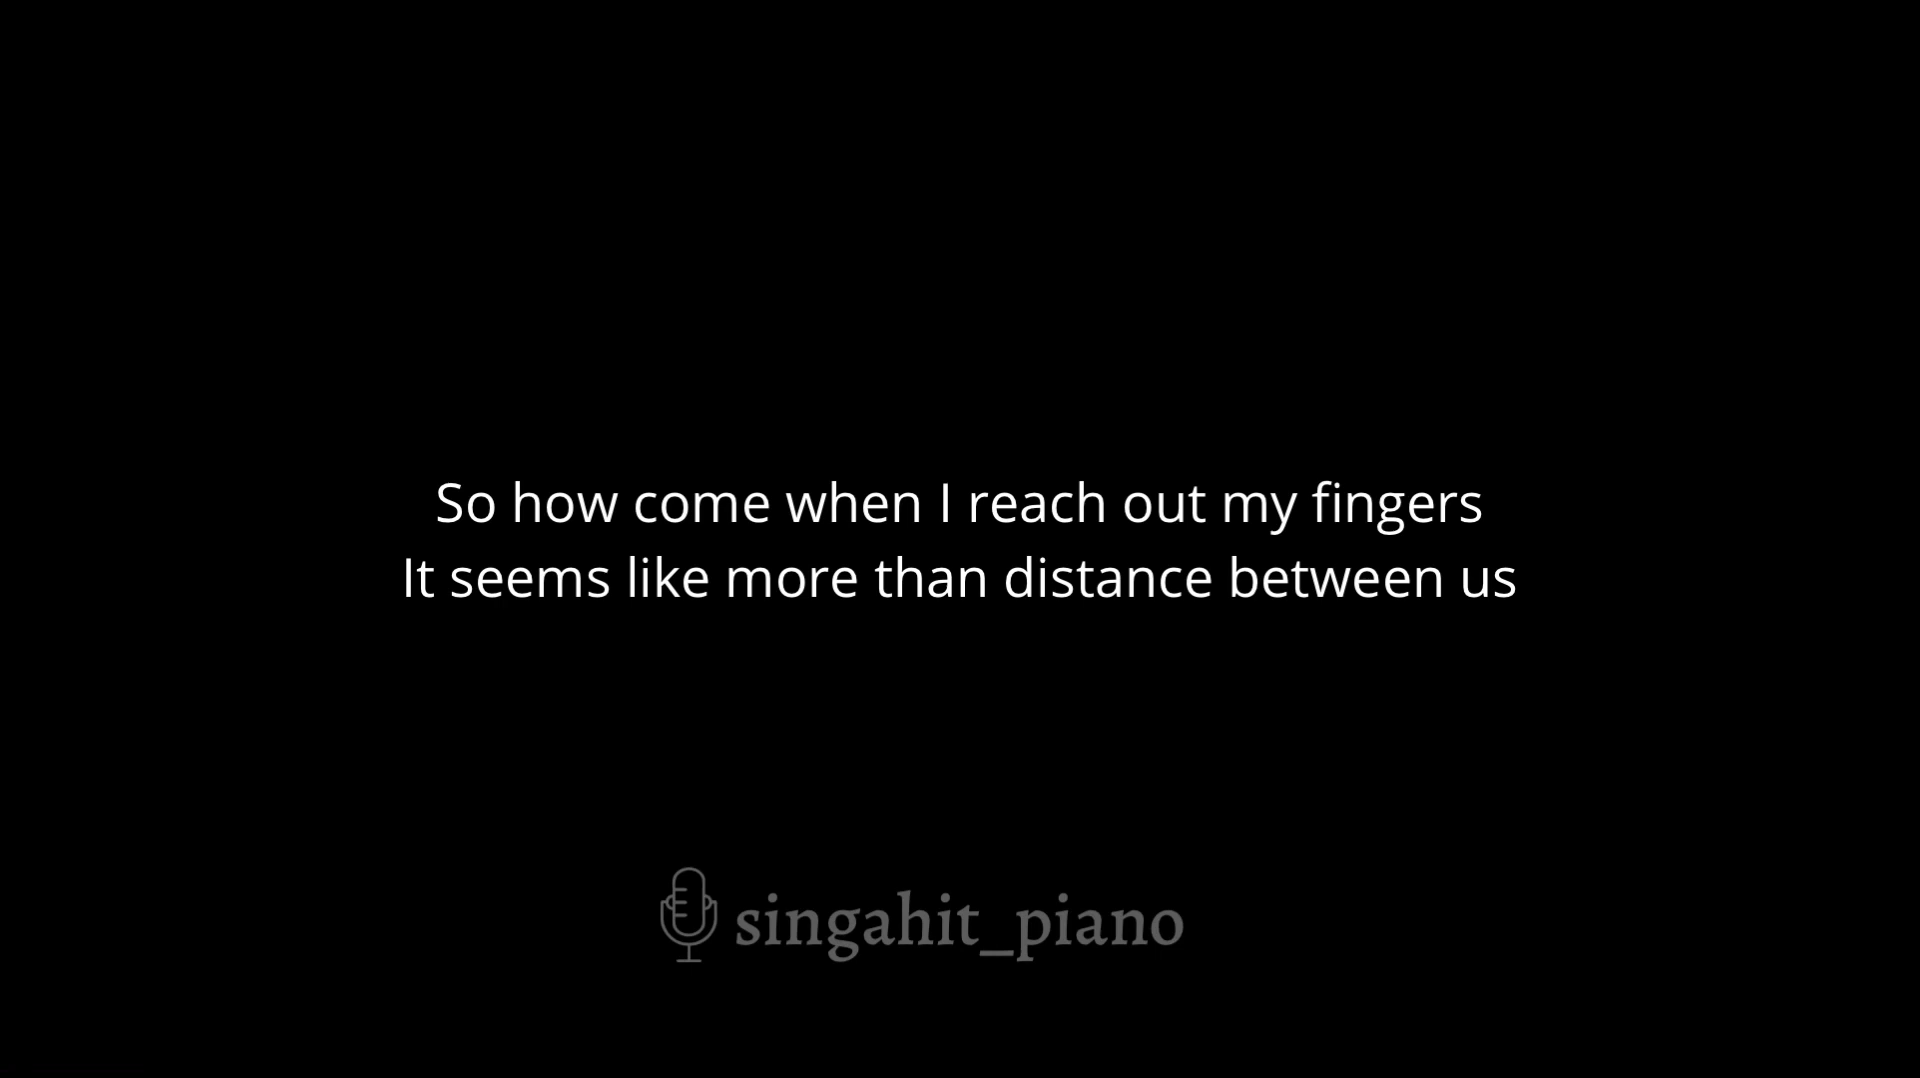 So how come when I reach out my fingers
It seems like more than distance between us
singahit_piano